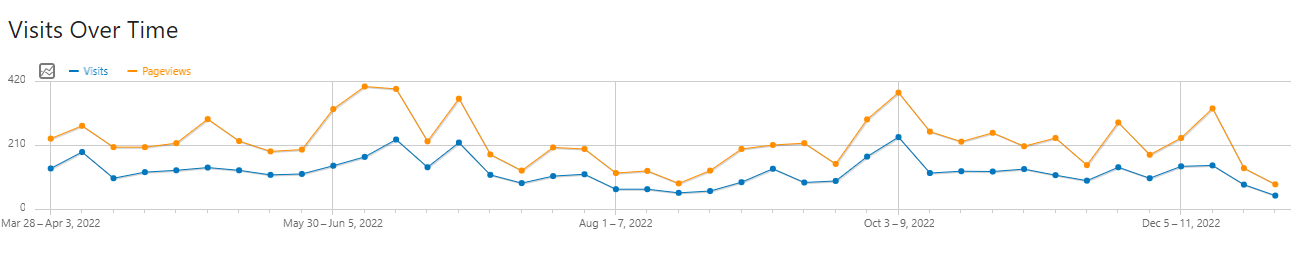 Visits Over Time
Visits Pageviews
420
210
0
Mar 28 – Apr 3, 2022 May 30 – Jun 5, 2022 Aug 1 – 7, 2022 Oct 3 – 9, 2022 Dec 5 – 11, 2022